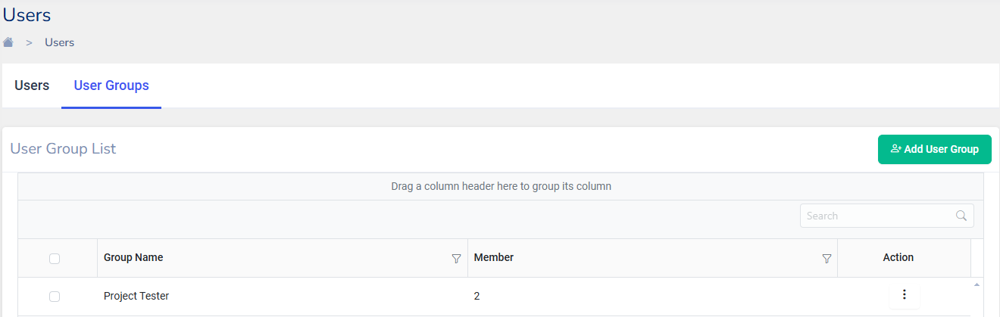 Users
> Users
Users User Groups
User Group List
Add User Group
Drag a column header here to group its column
Search
Group Name Member Action
Project Tester 2